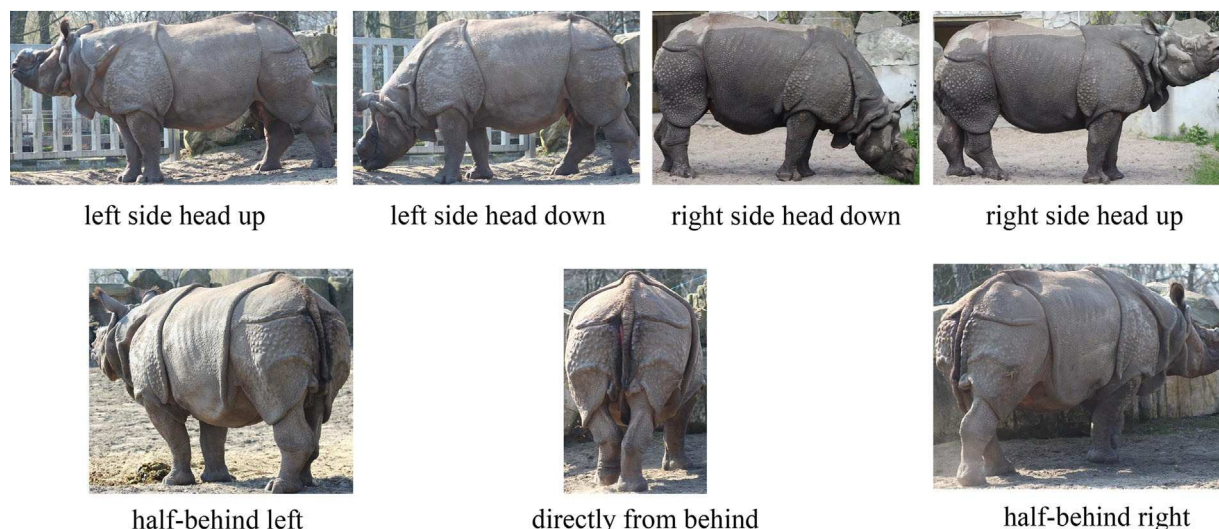 left side head up
left side head down
right side head down
right side head up
half-behind left
directly from behind
half-behind right